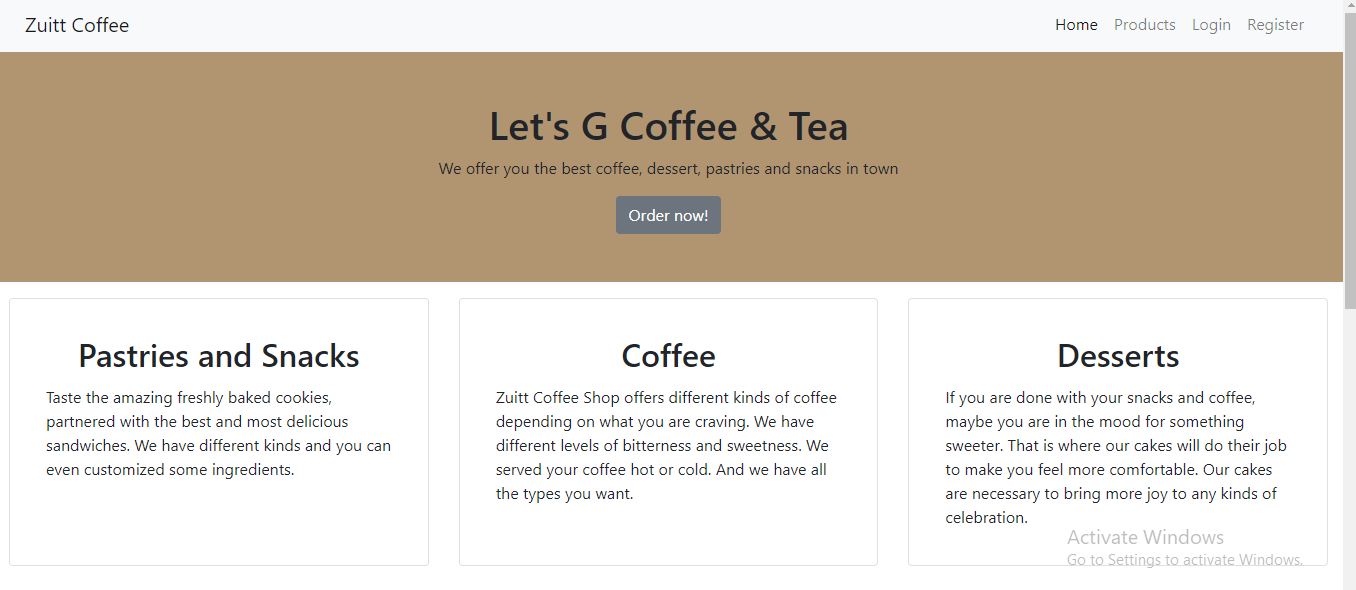 Zuitt Coffee
Home Products Login Register
Let's G Coffee & Tea
We offer you the best coffee, dessert, pastries and snacks in town
Order now!
Pastries and Snacks
Taste the amazing freshly baked cookies,
partnered with the best and most delicious
sandwiches. We have different kinds and you can
even customized some ingredients.
Coffee
Zuitt Coffee Shop offers different kinds of coffee
depending on what you are craving. We have
different levels of bitterness and sweetness. We
served your coffee hot or cold. And we have all
the types you want.
Desserts
If you are done with your snacks and coffee,
maybe you are in the mood for something
sweeter. That is where our cakes will do their job
to make you feel more comfortable. Our cakes
are necessary to bring more joy to any kinds of
celebration.
Activate Windows
Go to Settings to activate Windows.